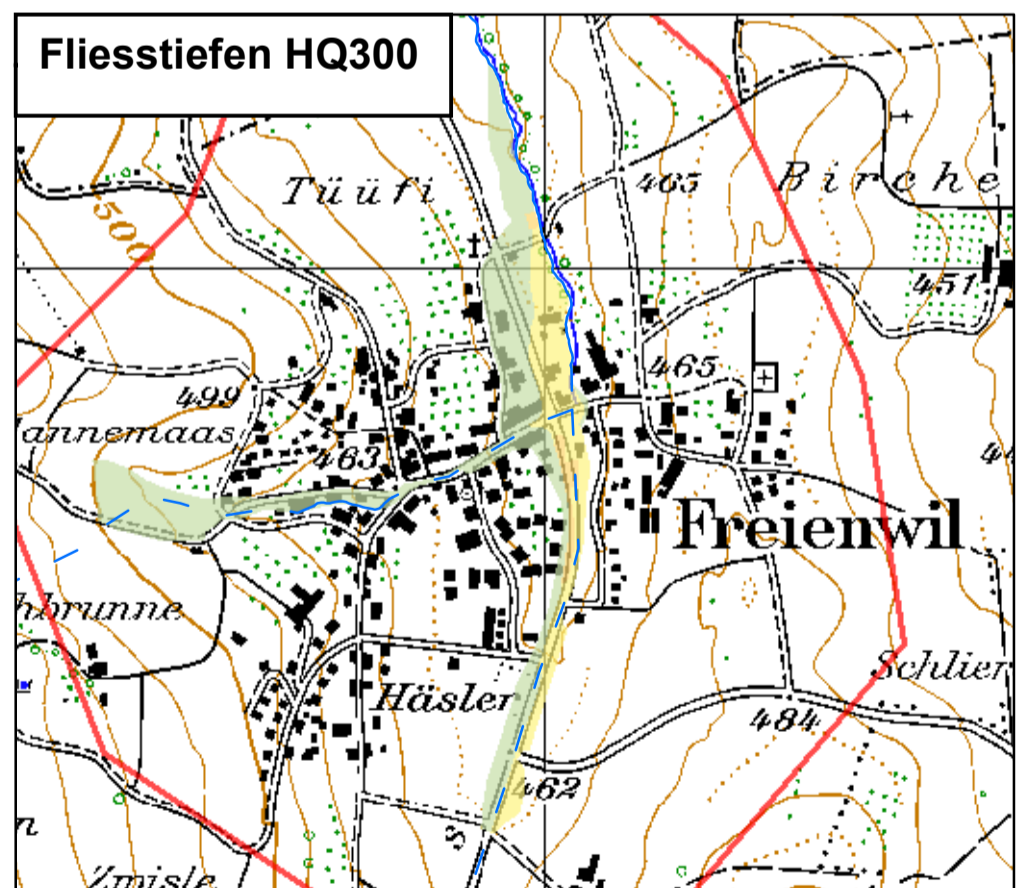 Fliesstiefen HQ300
Tüüfi
465
Birche
500
451
499
465
annemaas
463
Freienwil
hbrunne
Schlier
Häsler
484
462
n
S
Zmisle